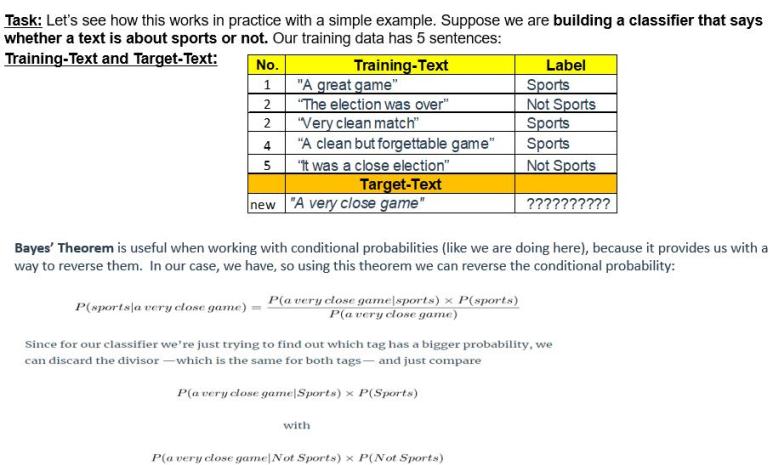 Task: Let's see how this works in practice with a simple example. Suppose we are building a classifier that says
whether a text is about sports or not. Our training data has 5 sentences:
Training-Text and Target-Text:
No. Training-Text Label
1 "A great game” Sports
2 “The election was over” Not Sports
2 “Very clean match” Sports
4 “A clean but forgettable game” Sports
5 “It was a close election” Not Sports
Target-Text
new "A very close game" ??????????
Bayes’ Theorem is useful when working with conditional probabilities (like we are doing here), because it provides us with a
way to reverse them. In our case, we have, so using this theorem we can reverse the conditional probability:
P(sports|a very close game) = P(a very close game|sports) × P(sports)
P(a very close game)
Since for our classifier we’re just trying to find out which tag has a bigger probability, we
can discard the divisor —which is the same for both tags— and just compare
P(a very close game|Sports) × P(Sports)
with
P(a very close game|Not Sports) × P(Not Sports)